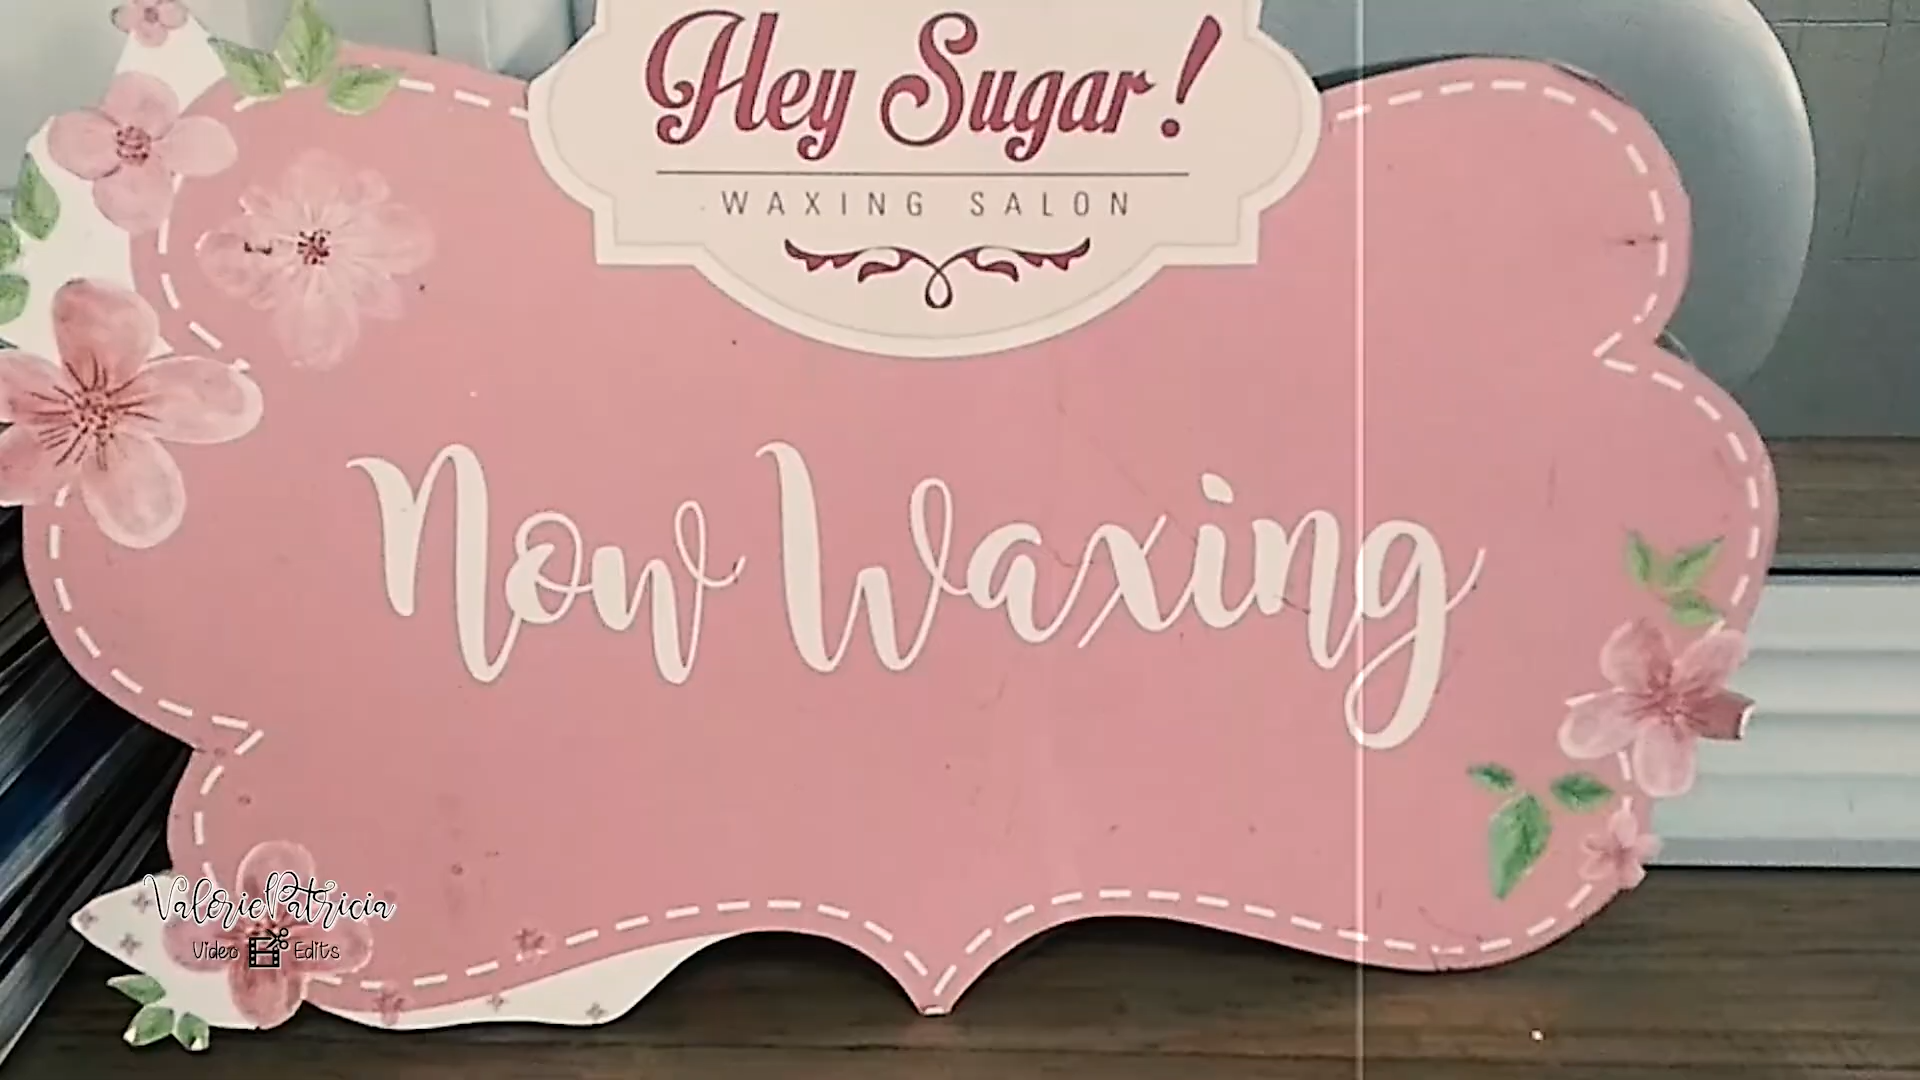 Hey Sugar!
WAXING SALON
Now Waxing
ValeriePatricia
Video Edits